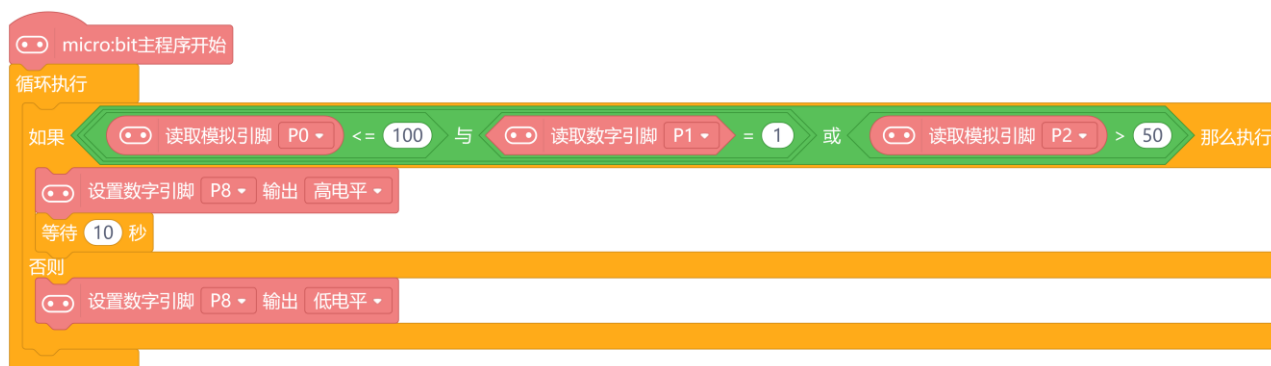 micro:bit主程序开始
循环执行
如果 读取模拟引脚 P0 <= 100 与 读取数字引脚 P1 = 1 或 读取模拟引脚 P2 > 50 那么执行
设置数字引脚 P8 输出 高电平
等待 10 秒
否则
设置数字引脚 P8 输出 低电平